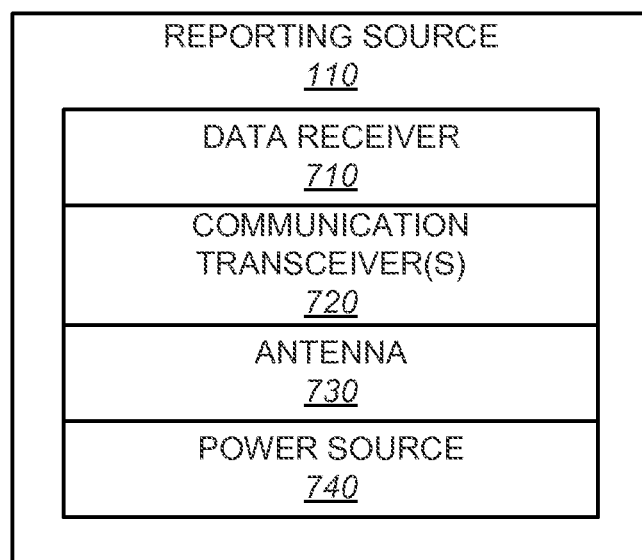 REPORTING SOURCE
110
DATA RECEIVER
710
COMMUNICATION
TRANSCEIVER(S)
720
ANTENNA
730
POWER SOURCE
740